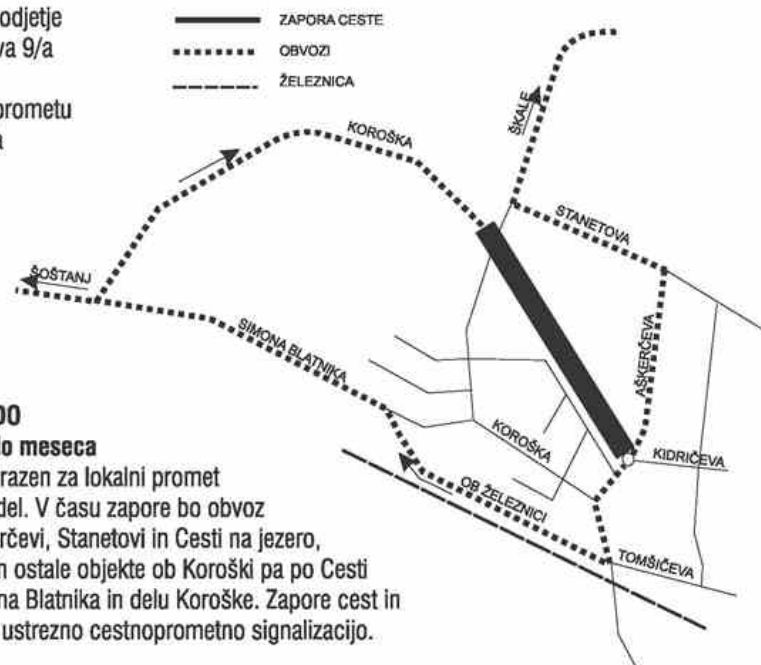 odjetje
va 9/a
prometu
a
ZAPORA CESTE
OBVOZI
ŽELEZNICA
ŠKALE
KOROŠKA
STANETOVA
ŠOŠTANJ
SIMONA BLATNIKA
AŠKERČEVA
KOROŠKA
KIDRIČEVA
OB ŽELEZNICI
TOMŠIČEVA
00
do meseca
razen za lokalni promet
del. V času zapore bo obvoz
rčevi, Stanetovi in Cesti na jezero,
n ostale objekte ob Koroški pa po Cesti
na Blatnika in delu Koroške. Zapore cest in
ustrezno cestnoprometno signalizacijo.